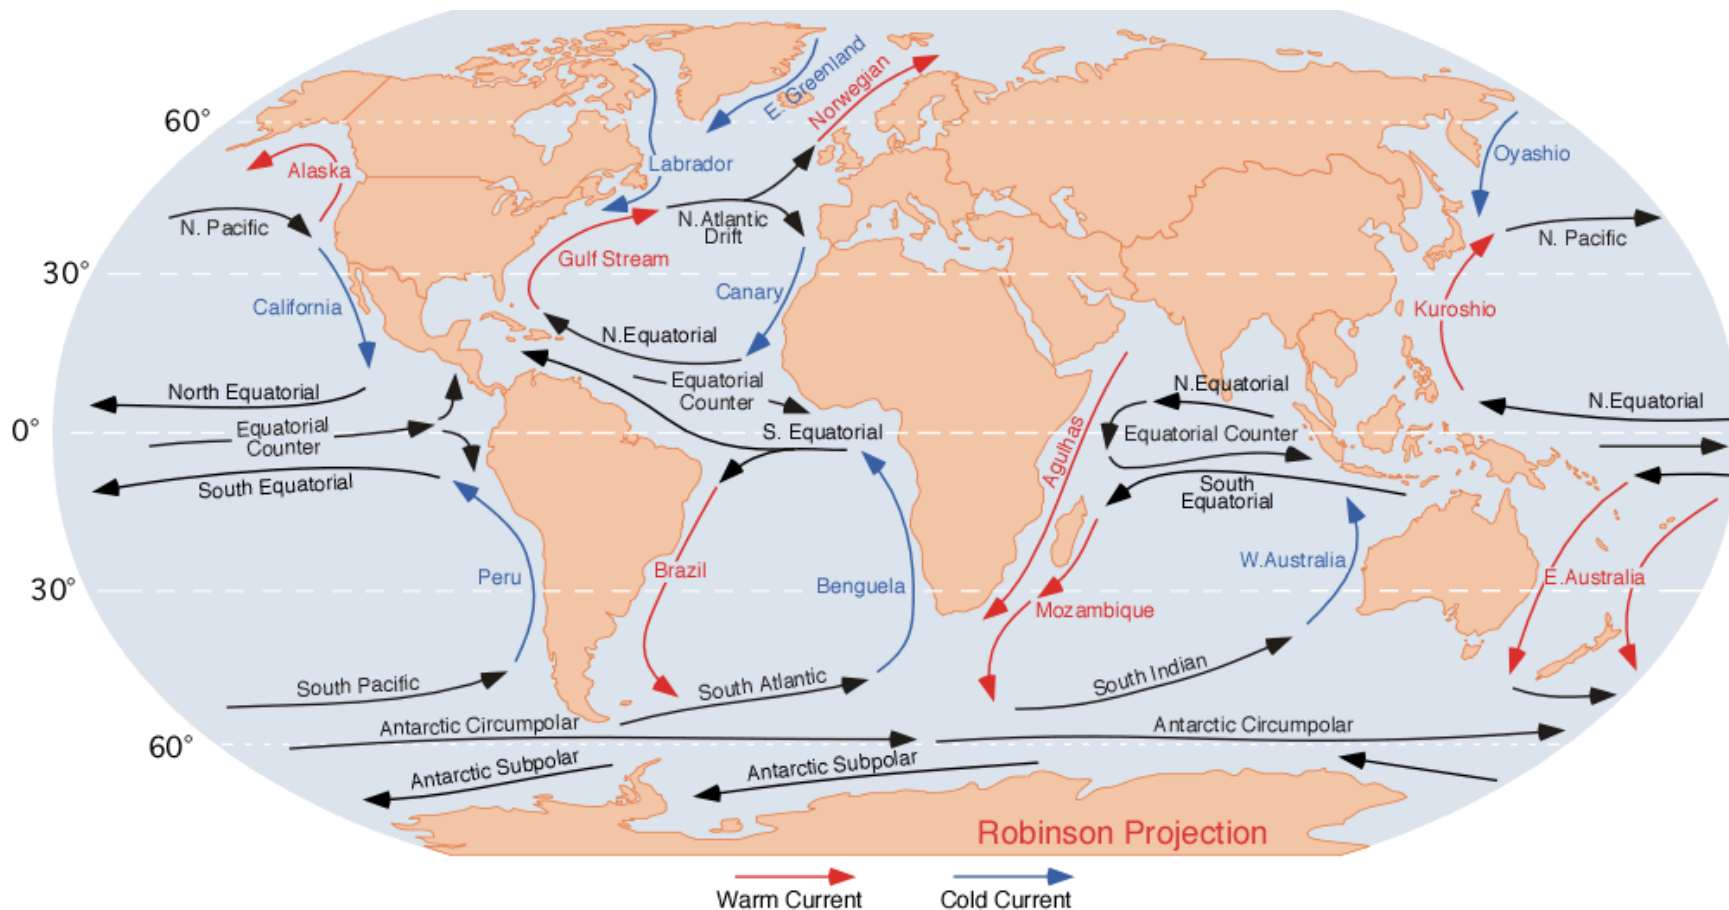 E. Greenland
Norwegian
60°
Labrador
Oyashio
Alaska
N. Pacific
N.Atlantic
Drift
N. Pacific
Gulf Stream
30°
Canary
California
Kuroshio
N.Equatorial
North Equatorial
Equatorial
Counter
N.Equatorial
N.Equatorial
0°
Equatorial
Counter
S. Equatorial
Equatorial Counter
Agulhas
South Equatorial
South
Equatorial
Peru
Brazil
Benguela
W.Australia
E.Australia
30°
Mozambique
South Pacific
South Atlantic
South Indian
Antarctic Circumpolar
Antarctic Circumpolar
60°
Antarctic Subpolar
Antarctic Subpolar
Robinson Projection
Warm Current
Cold Current